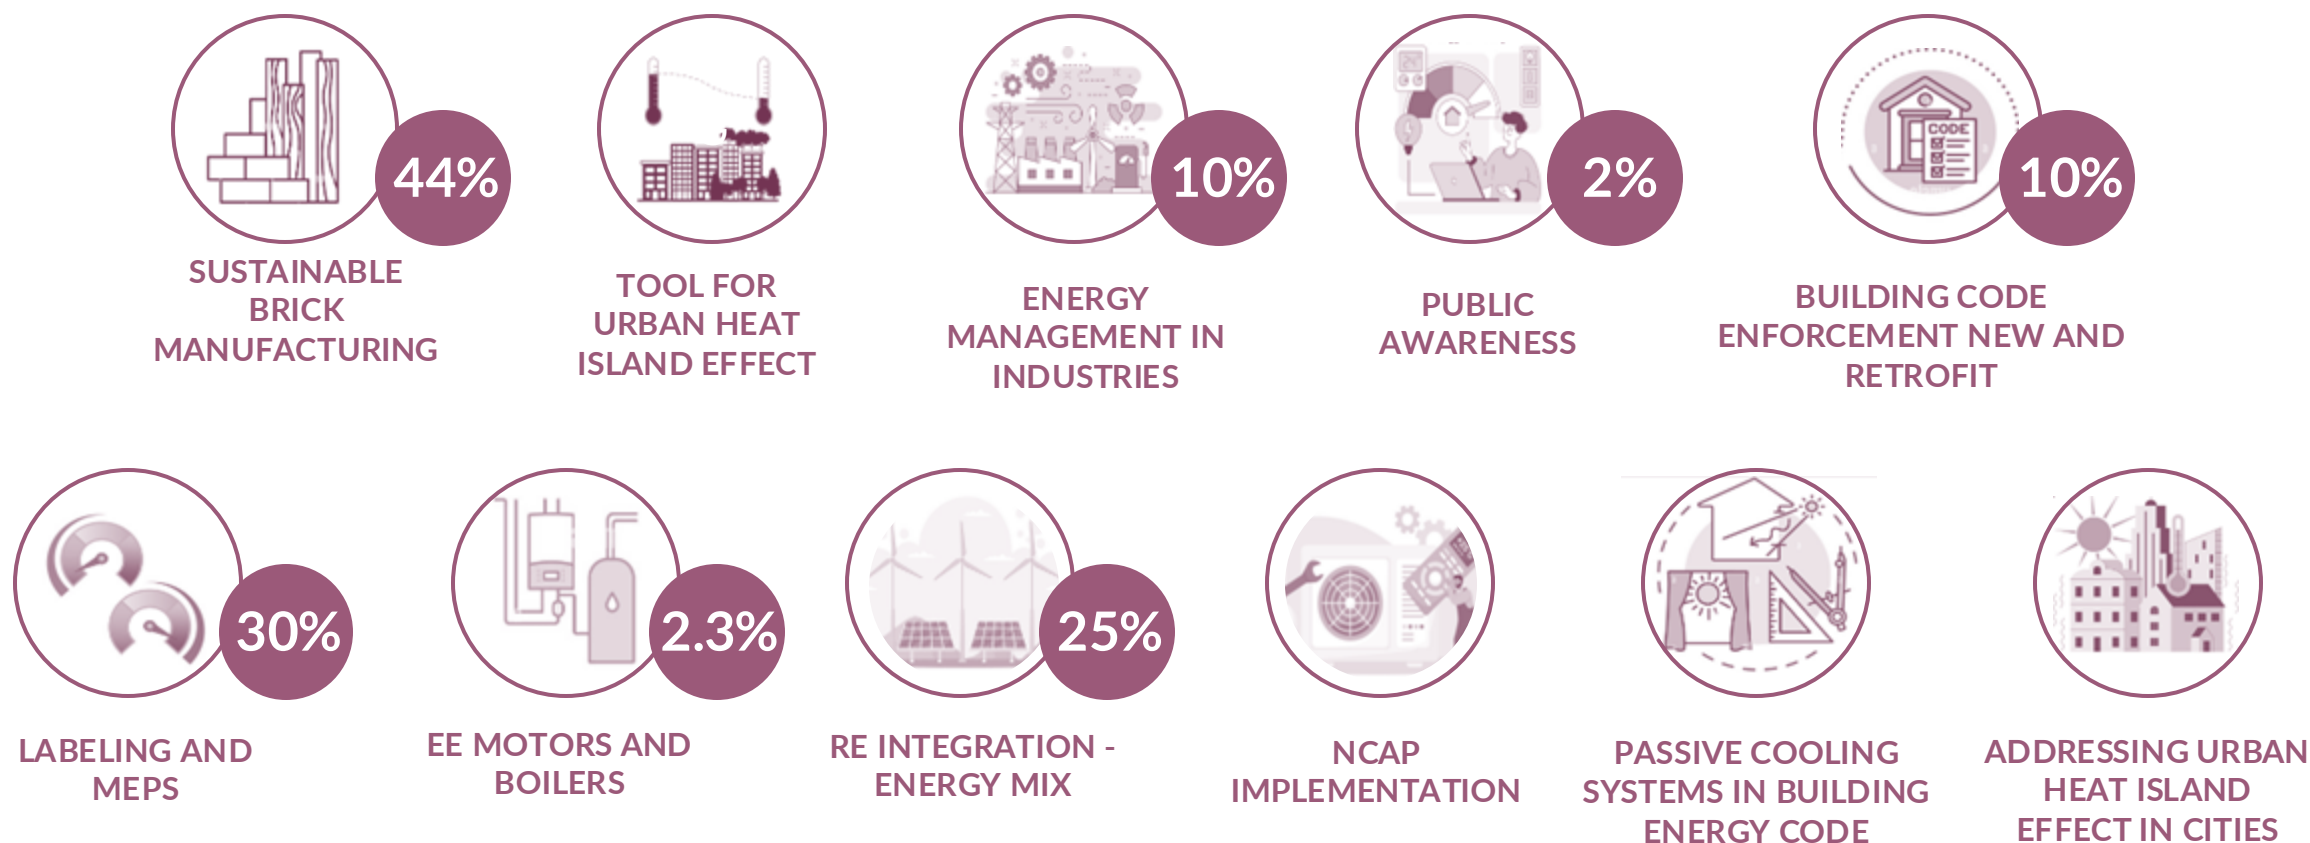 44%
SUSTAINABLE
BRICK
MANUFACTURING
TOOL FOR
URBAN HEAT
ISLAND EFFECT
10%
ENERGY
MANAGEMENT IN
INDUSTRIES
2%
PUBLIC
AWARENESS
CODE
10%
BUILDING CODE
ENFORCEMENT NEW AND
RETROFIT
30%
LABELING AND
MEPS
2.3%
EE MOTORS AND
BOILERS
25%
RE INTEGRATION -
ENERGY MIX
NCAP
IMPLEMENTATION
PASSIVE COOLING
SYSTEMS IN BUILDING
ENERGY CODE
ADDRESSING URBAN
HEAT ISLAND
EFFECT IN CITIES